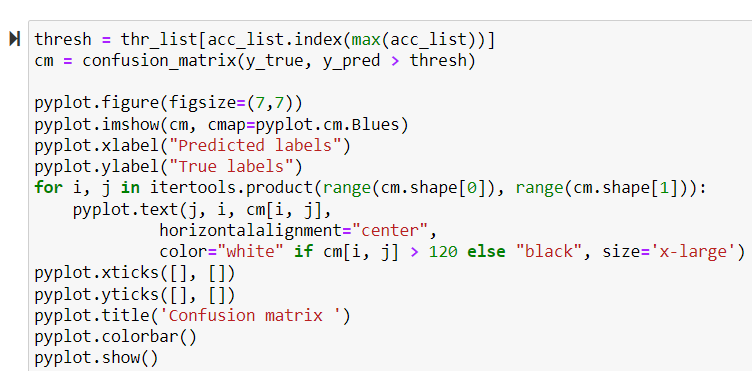 thresh = thr_list[acc_list.index(max(acc_list))]
cm = confusion_matrix(y_true, y_pred > thresh)

pyplot.figure(figsize=(7,7))
pyplot.imshow(cm, cmap=pyplot.cm.Blues)
pyplot.xlabel("Predicted labels")
pyplot.ylabel("True labels")
for i, j in itertools.product(range(cm.shape[0]), range(cm.shape[1])):
    pyplot.text(j, i, cm[i, j],
             horizontalalignment="center",
             color="white" if cm[i, j] > 120 else "black", size='x-large')
pyplot.xticks([], [])
pyplot.yticks([], [])
pyplot.title('Confusion matrix ')
pyplot.colorbar()
pyplot.show()